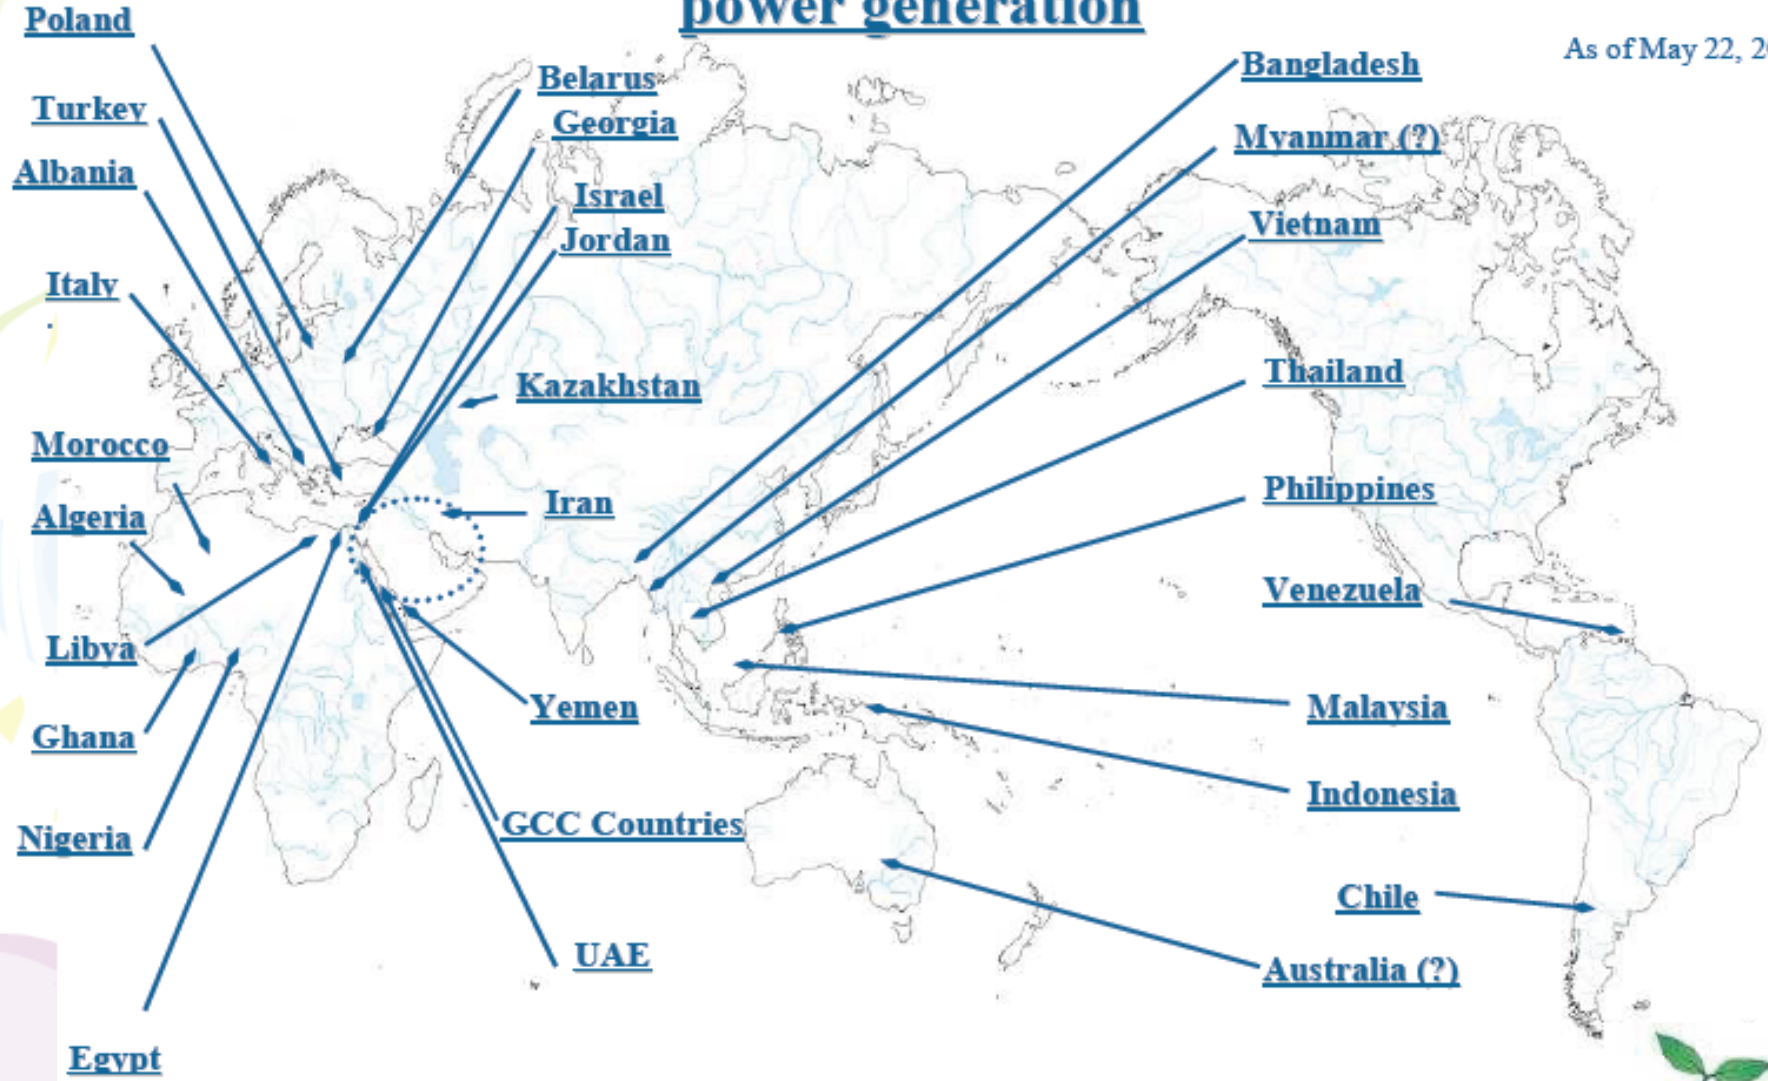 power generation
As of May 22, 20
Poland
Turkey
Albania
Italy
Morocco
Algeria
Libya
Ghana
Nigeria
Egypt
Belarus
Georgia
Israel
Jordan
Kazakhstan
Iran
Yemen
GCC Countries
UAE
Bangladesh
Myanmar (?)
Vietnam
Thailand
Philippines
Venezuela
Malaysia
Indonesia
Chile
Australia (?)